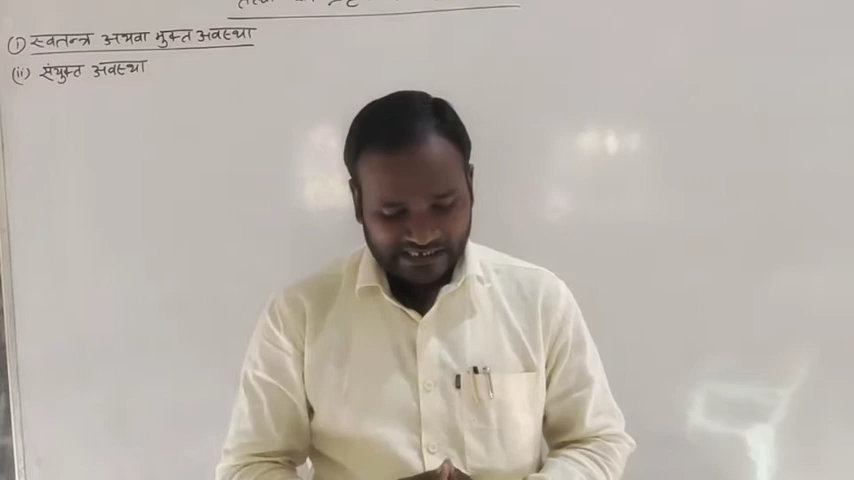 (i) स्वतन्त्र अथवा मुक्त अवस्था
(ii) संयुक्त अवस्था